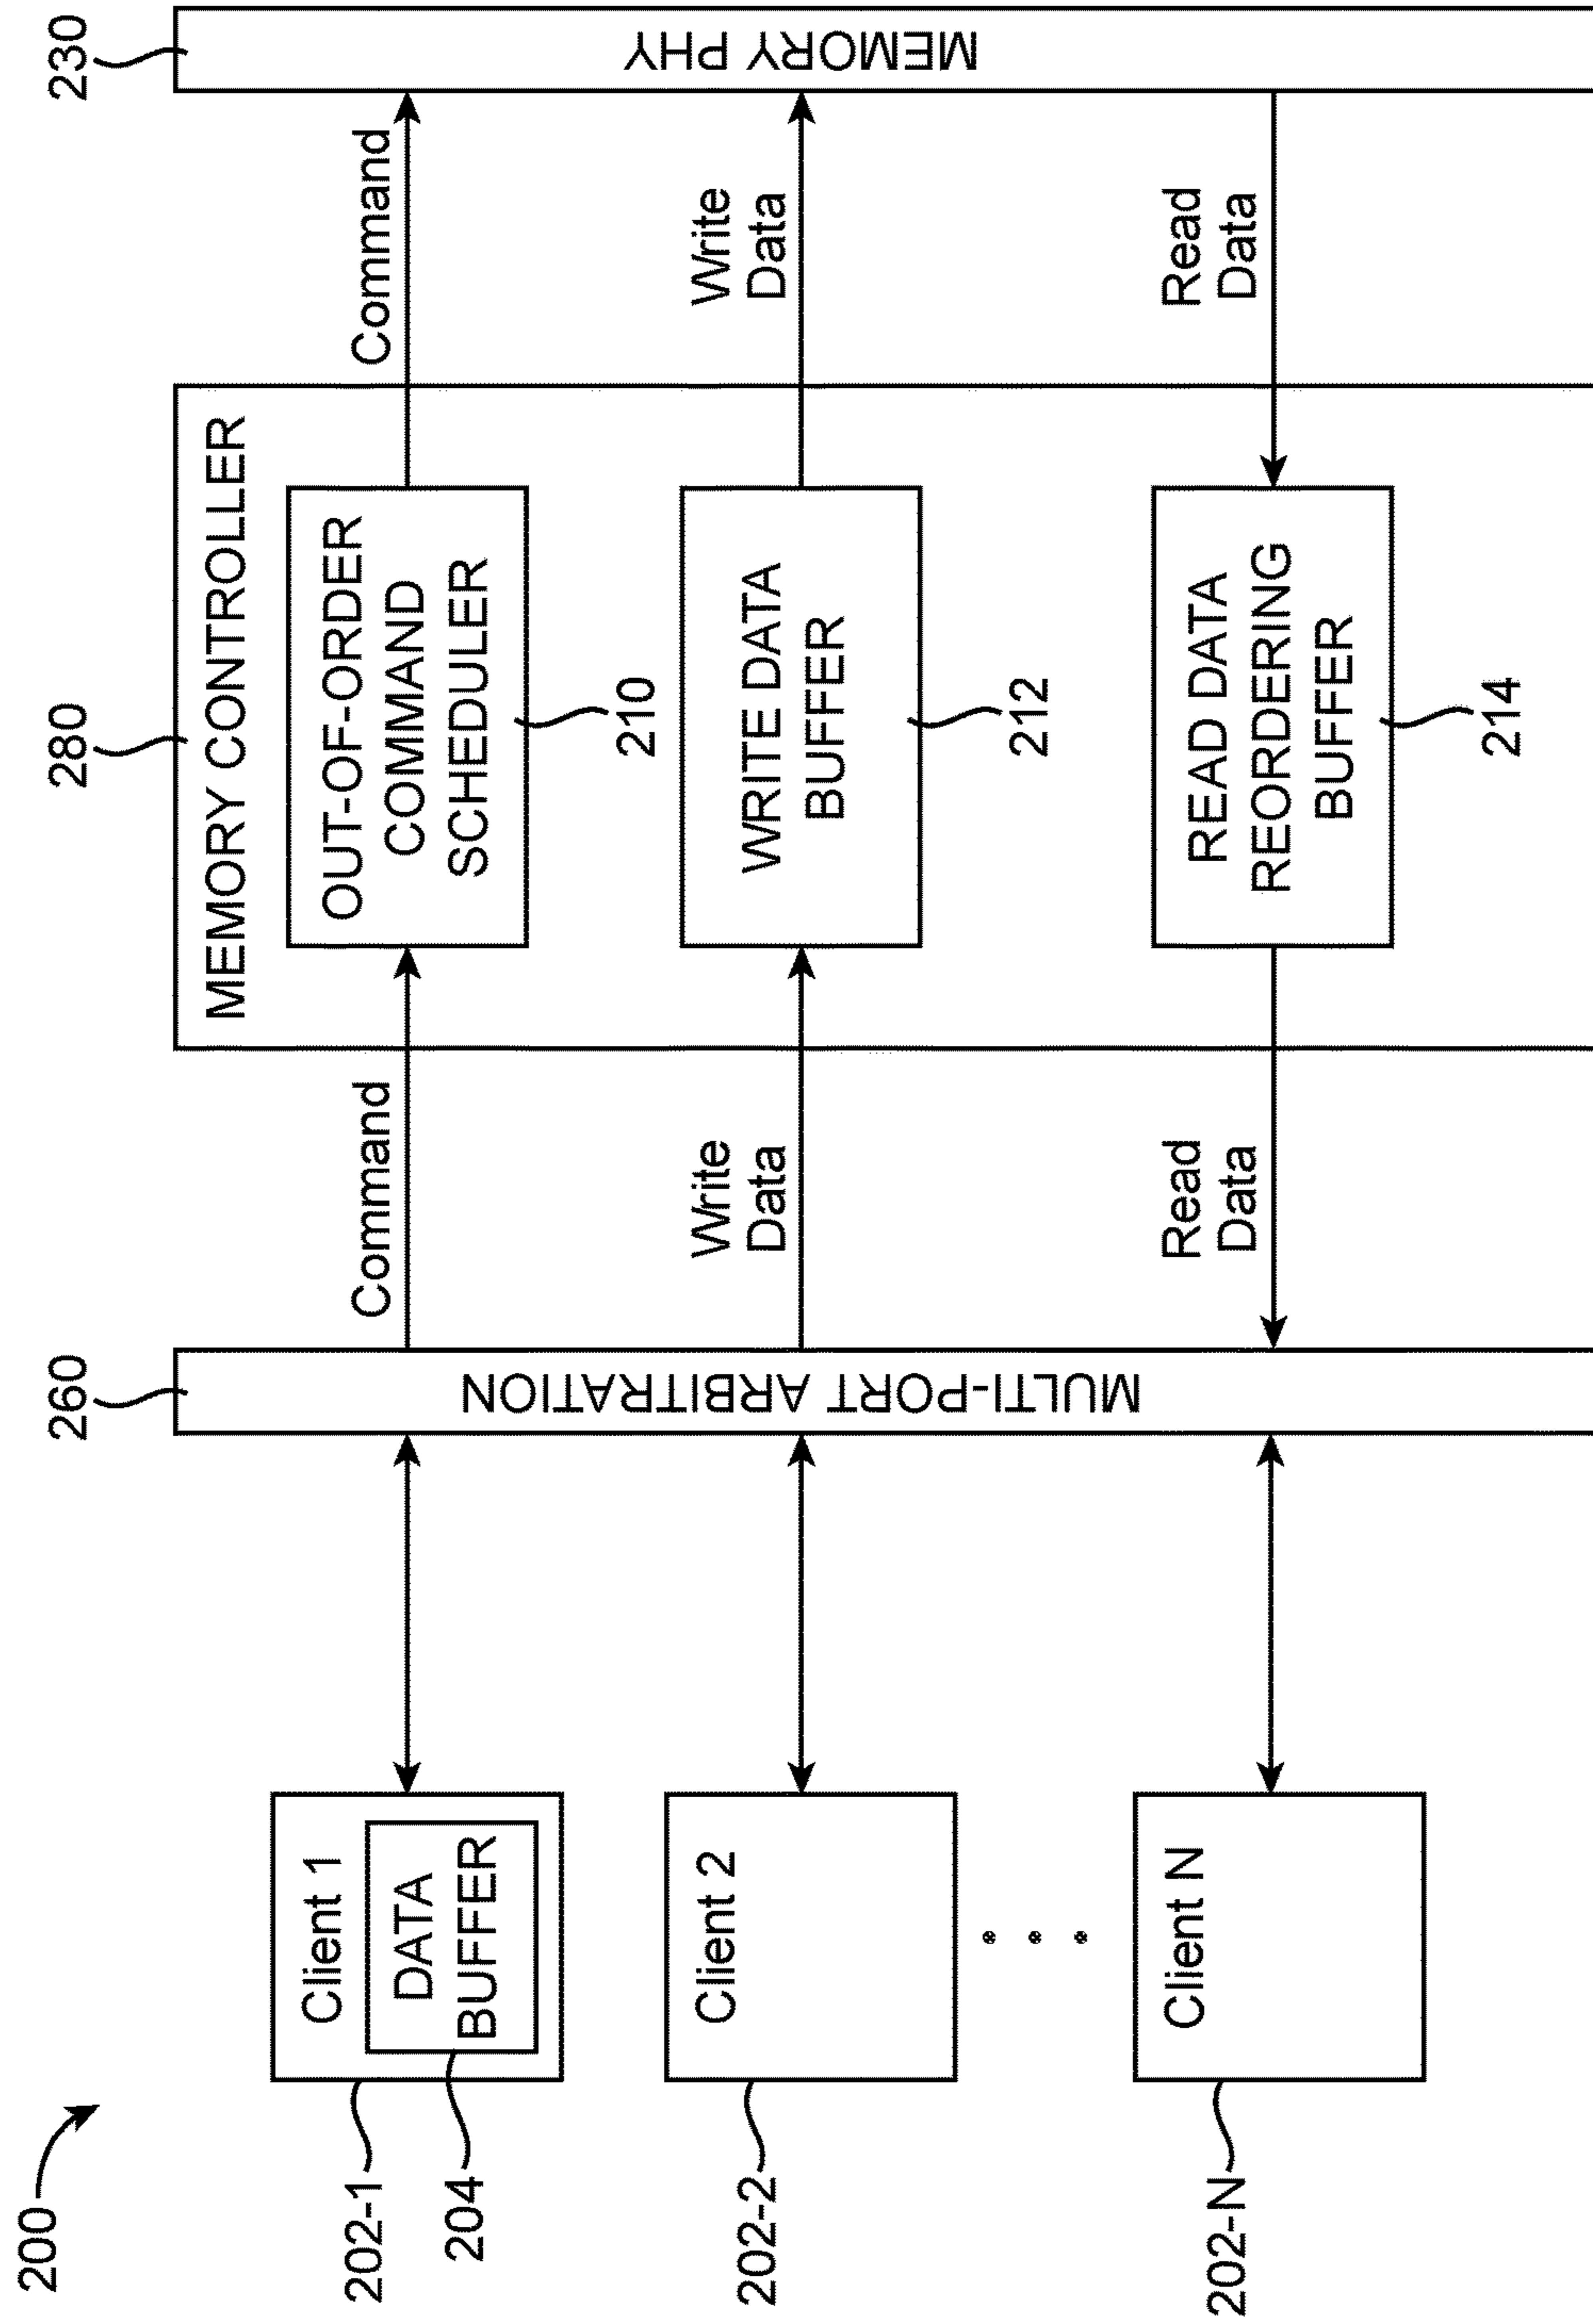 200
202-1
204
Client 1
DATA
BUFFER
202-2
Client 2
202-N
Client N
260
MULTI-PORT ARBITRATION
Command
Write
Data
Read
Data
280
MEMORY CONTROLLER
OUT-OF-ORDER
COMMAND
SCHEDULER
210
WRITE DATA
BUFFER
212
READ DATA
REORDERING
BUFFER
214
Command
Write
Data
Read
Data
230
MEMORY PHY